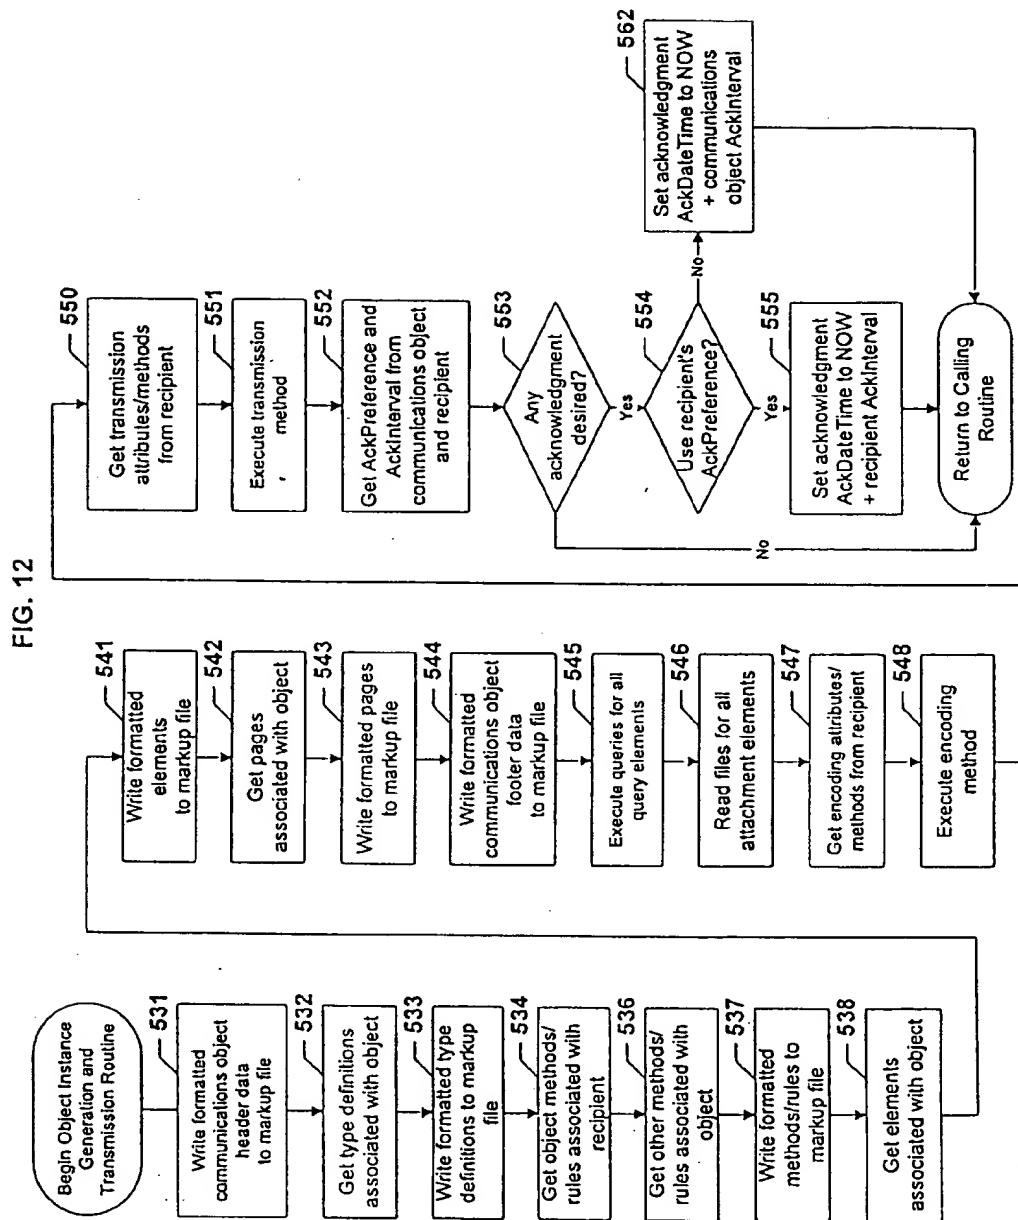 FIG. 12
Begin Object Instance
Generation and
Transmission Routine
531
Write formatted
communications object
header data
to markup file
532
Get type definitions
associated with object
533
Write formatted type
definitions to markup
file
534
Get object methods/
rules associated with
recipient
536
Get other methods/
rules associated with
object
537
Write formatted
methods/rules to
markup file
538
Get elements
associated with object
541
Write formatted
elements
to markup file
542
Get pages
associated with object
543
Write formatted pages
to markup file
544
Write formatted
communications object
footer data
to markup file
545
Execute queries for all
query elements
546
Read files for all
attachment elements
547
Get encoding attributes/
methods from recipient
548
Execute encoding
method
550
Get transmission
attributes/methods
from recipient
551
Execute transmission
method
552
Get AckPreference and
AckInterval from
communications object
and recipient
553
Any
acknowledgment
desired?
No
Yes
554
Use recipient's
AckPreference?
No
Yes
555
Set acknowledgment
AckDateTime to NOW
+ recipient AckInterval
562
Set acknowledgment
AckDateTime to NOW
+ communications
object AckInterval
Return to Calling
Routine